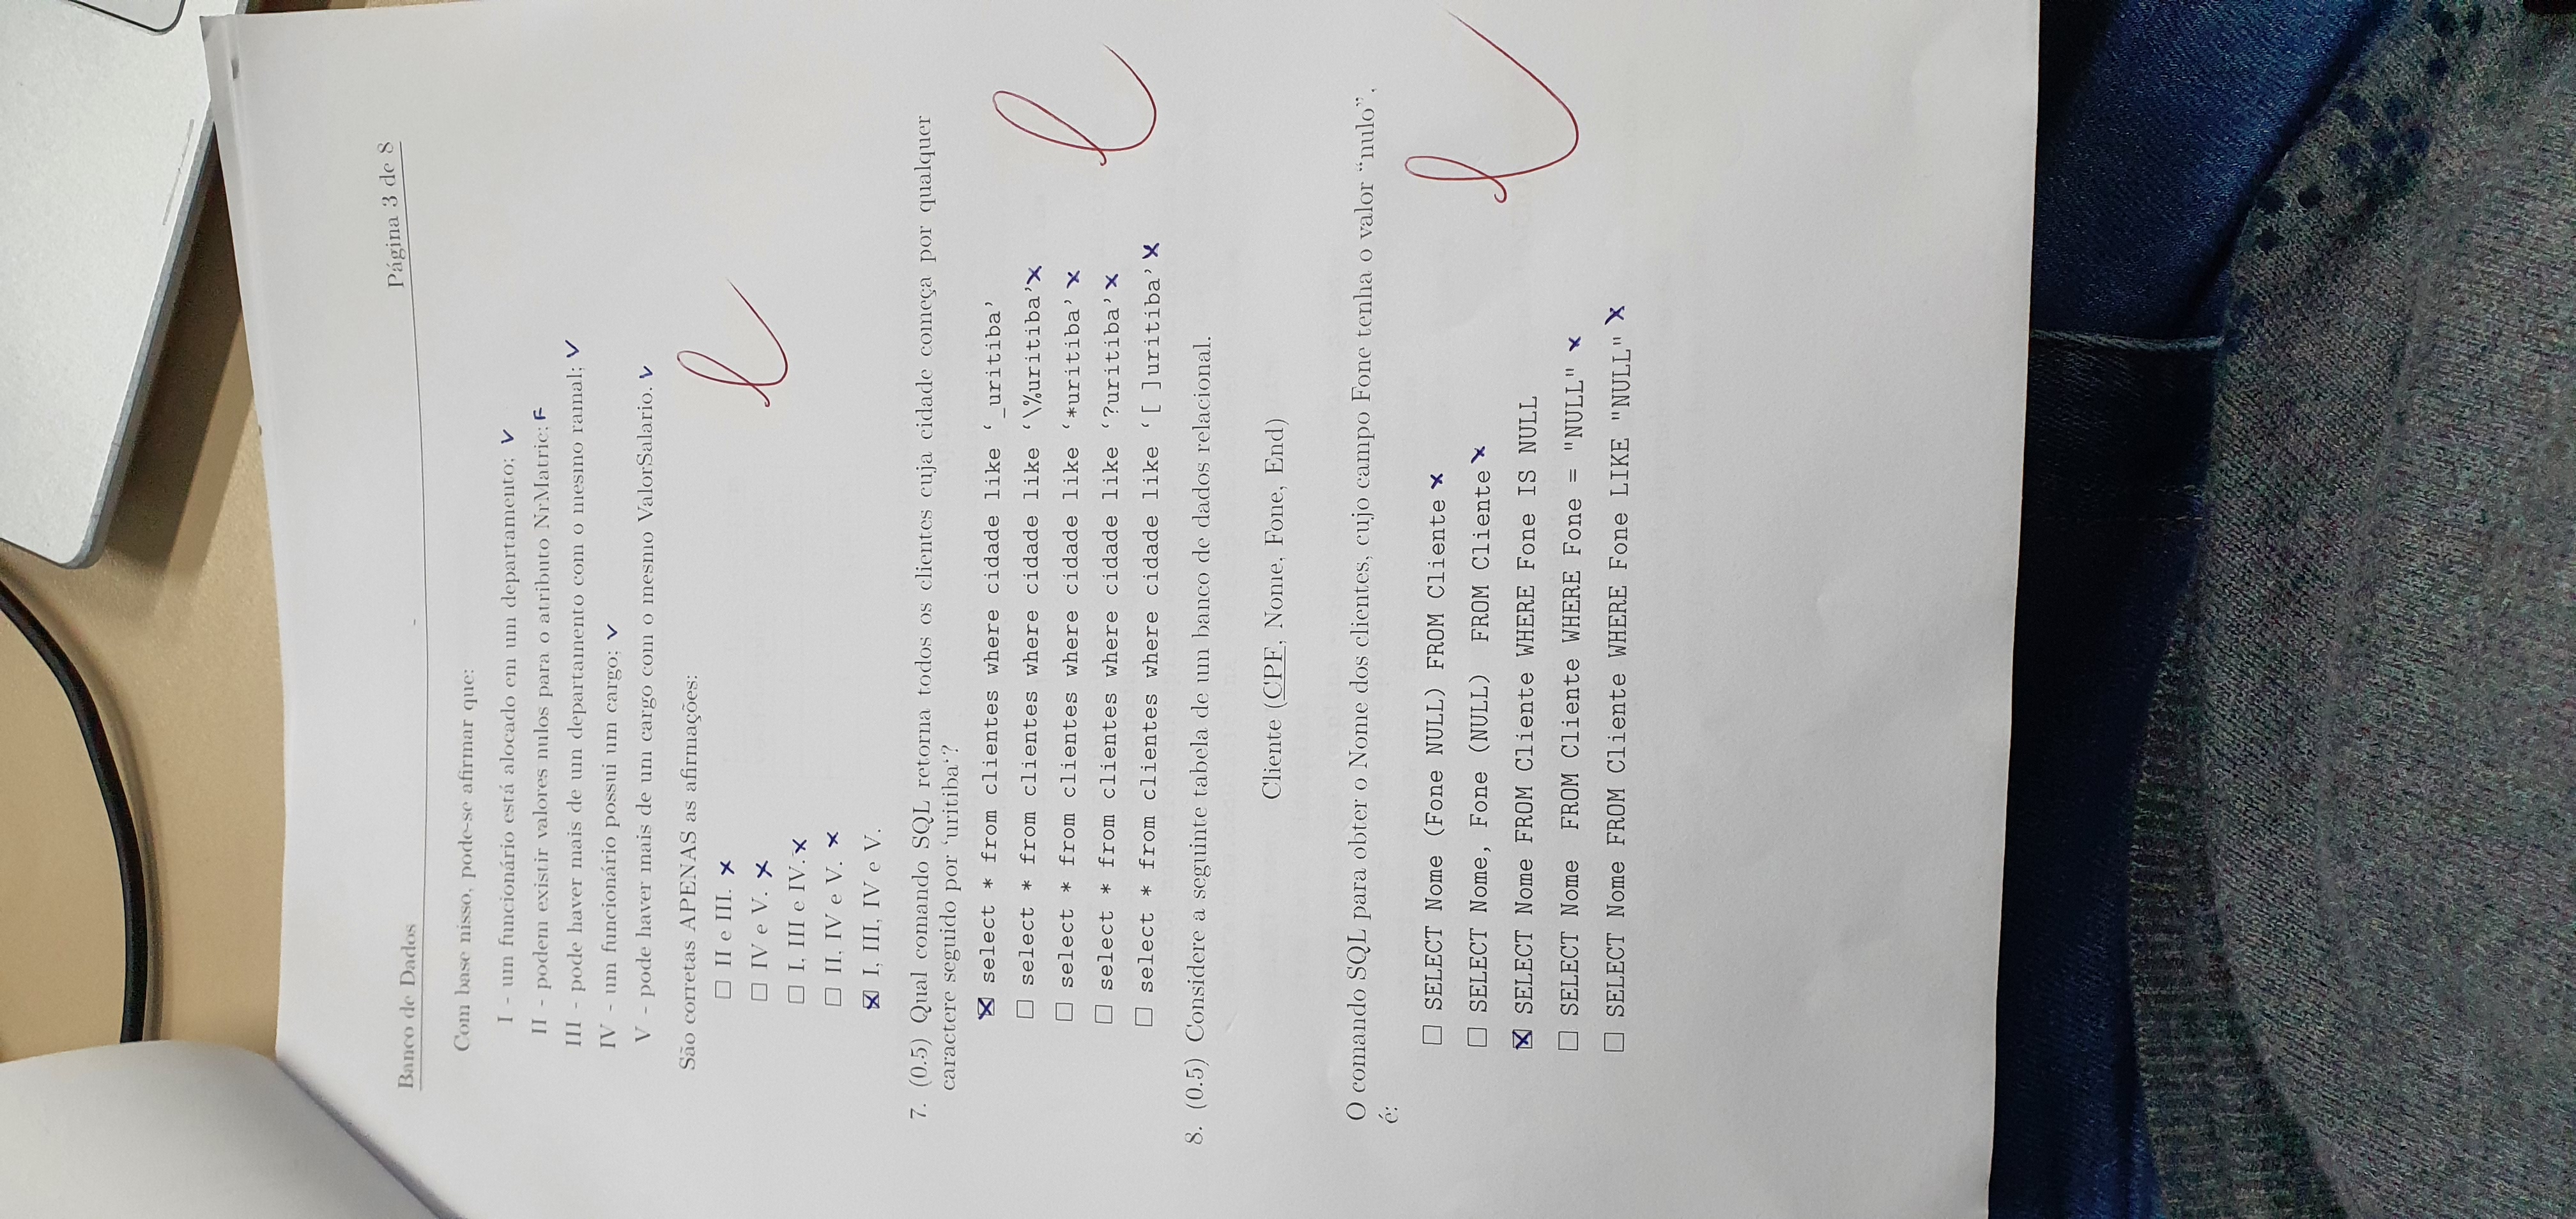 Banco de Dados - Página 3 de 8
Com base nisso, pode-se afirmar que:
I - um funcionário está alocado em um departamento; V
II - podem existir valores nulos para o atributo NrMatric; F
III - pode haver mais de um departamento com o mesmo ramal; V
IV - um funcionário possui um cargo; V
V - pode haver mais de um cargo com o mesmo ValorSalario. V
São corretas APENAS as afirmações:
☐ II e III. x
☐ IV e V. x
☐ I, III e IV. x
☐ II, IV e V. x
☒ I, III, IV e V.
7. (0.5) Qual comando SQL retorna todos os clientes cuja cidade começa por qualquer
caractere seguido por ‘uritiba‘?
☒ select * from clientes where cidade like ‘_uritiba’
☐ select * from clientes where cidade like ‘\%uritiba’ x
☐ select * from clientes where cidade like ‘*uritiba’ x
☐ select * from clientes where cidade like ‘?uritiba’ x
☐ select * from clientes where cidade like ‘[ ]uritiba’ x
8. (0.5) Considere a seguinte tabela de um banco de dados relacional.
Cliente (CPF, Nome, Fone, End)
O comando SQL para obter o Nome dos clientes, cujo campo Fone tenha o valor “nulo”,
é:
☐ SELECT Nome (Fone NULL) FROM Cliente x
☐ SELECT Nome, Fone (NULL) FROM Cliente x
☒ SELECT Nome FROM Cliente WHERE Fone IS NULL
☐ SELECT Nome FROM Cliente WHERE Fone = "NULL" x
☐ SELECT Nome FROM Cliente WHERE Fone LIKE "NULL" x